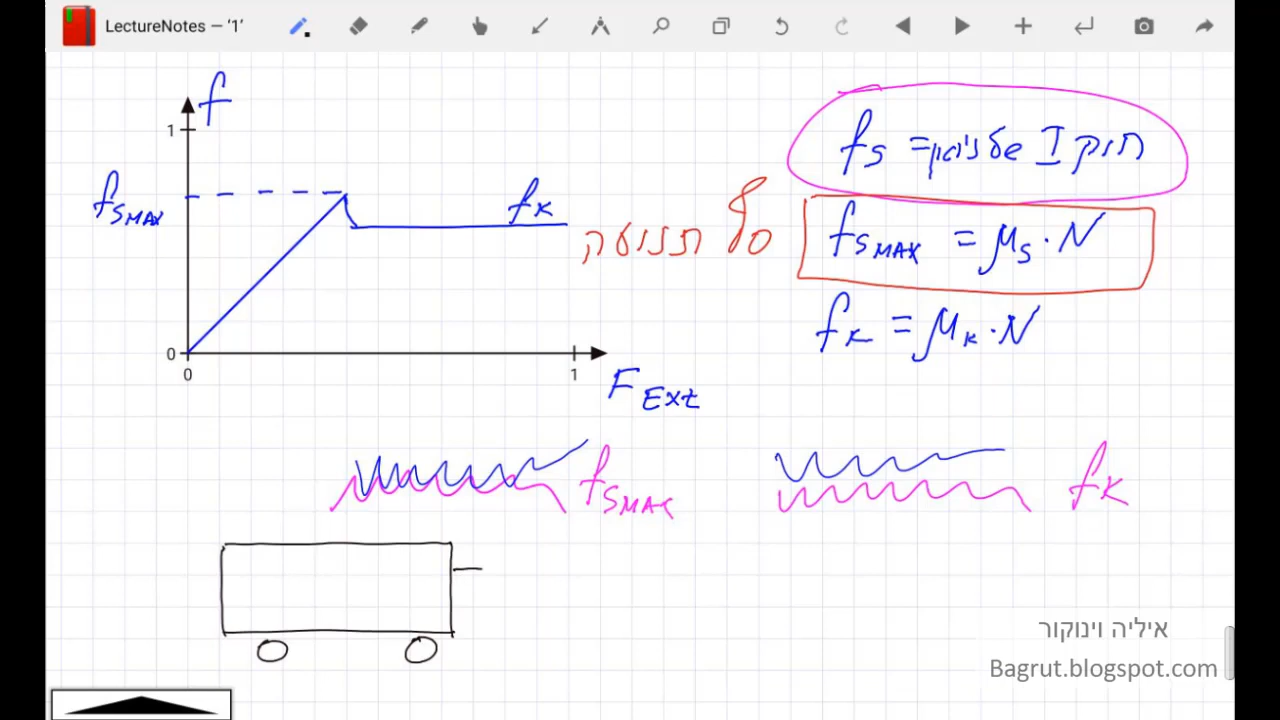 LectureNotes – ‘1’
f
1
fs = חוק I של ניוטון
fSMAX
fK
סף תנועה
fSMAX = μs · N
fK = μK · N
0
0
1
FExt
fSMAX
fK
איליה וינוקור
Bagrut.blogspot.com